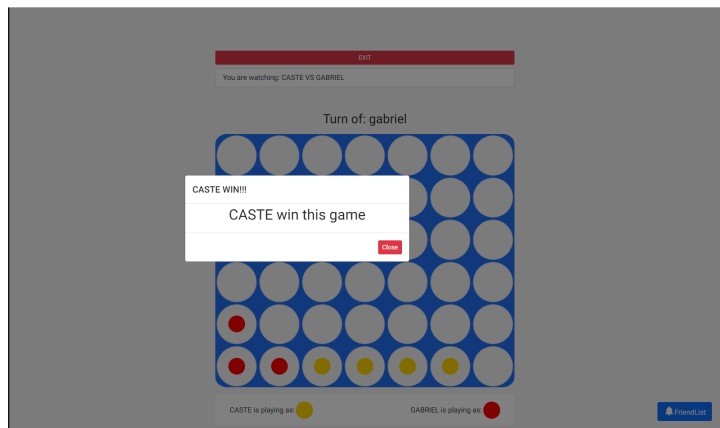 EXIT
You are watching: CASTE VS GABRIEL
Turn of: gabriel
CASTE WIN!!!
CASTE win this game
Close
CASTE is playing as:
GABRIEL is playing as:
FriendList